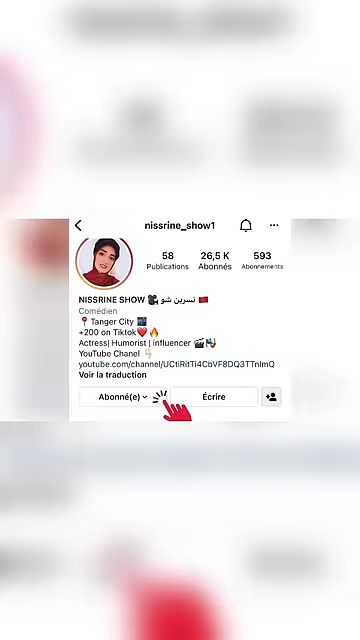 nissrine_show1
58
26,5 K
593
Publications
Abonnés
Abonnements
NISSRINE SHOW 🎥 نسرين شو 🇲🇦
Comédien
📍Tanger City 🌃
+200 on Tiktok❤️🔥
Actress| Humorist | influencer 🎬
YouTube Chanel 👇🏻
youtube.com/channel/UCtiRitTi4CbVF8DQ3TTnImQ
Voir la traduction
Abonné(e)
Écrire